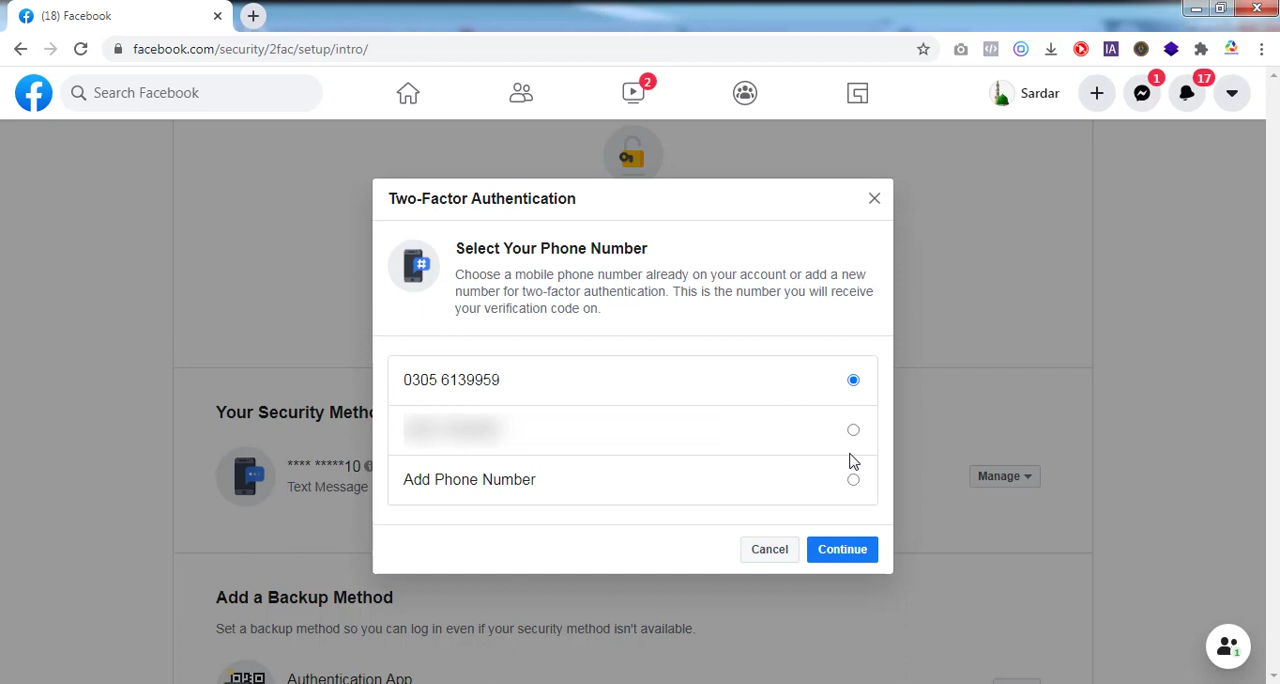 (18) Facebook
facebook.com/security/2fac/setup/intro/
IA
Search Facebook
2
Sardar
1
17
Two-Factor Authentication
Select Your Phone Number
Choose a mobile phone number already on your account or add a new
number for two-factor authentication. This is the number you will receive
your verification code on.
0305 6139959
Add Phone Number
Cancel
Continue
Your Security Metho
**** *****10
Text Message
Manage
Add a Backup Method
Set a backup method so you can log in even if your security method isn't available.
Authentication App
1